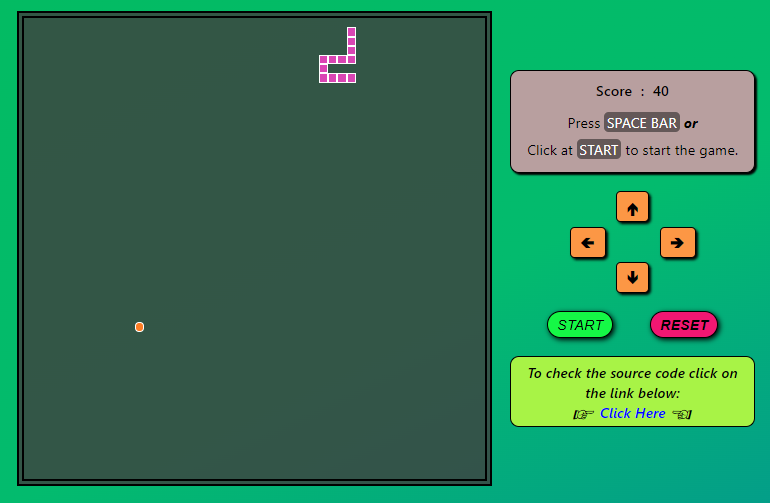 Score : 40
Press SPACE BAR or
Click at START to start the game.
START
RESET
To check the source code click on
the link below:
[☞ Click Here ☜]